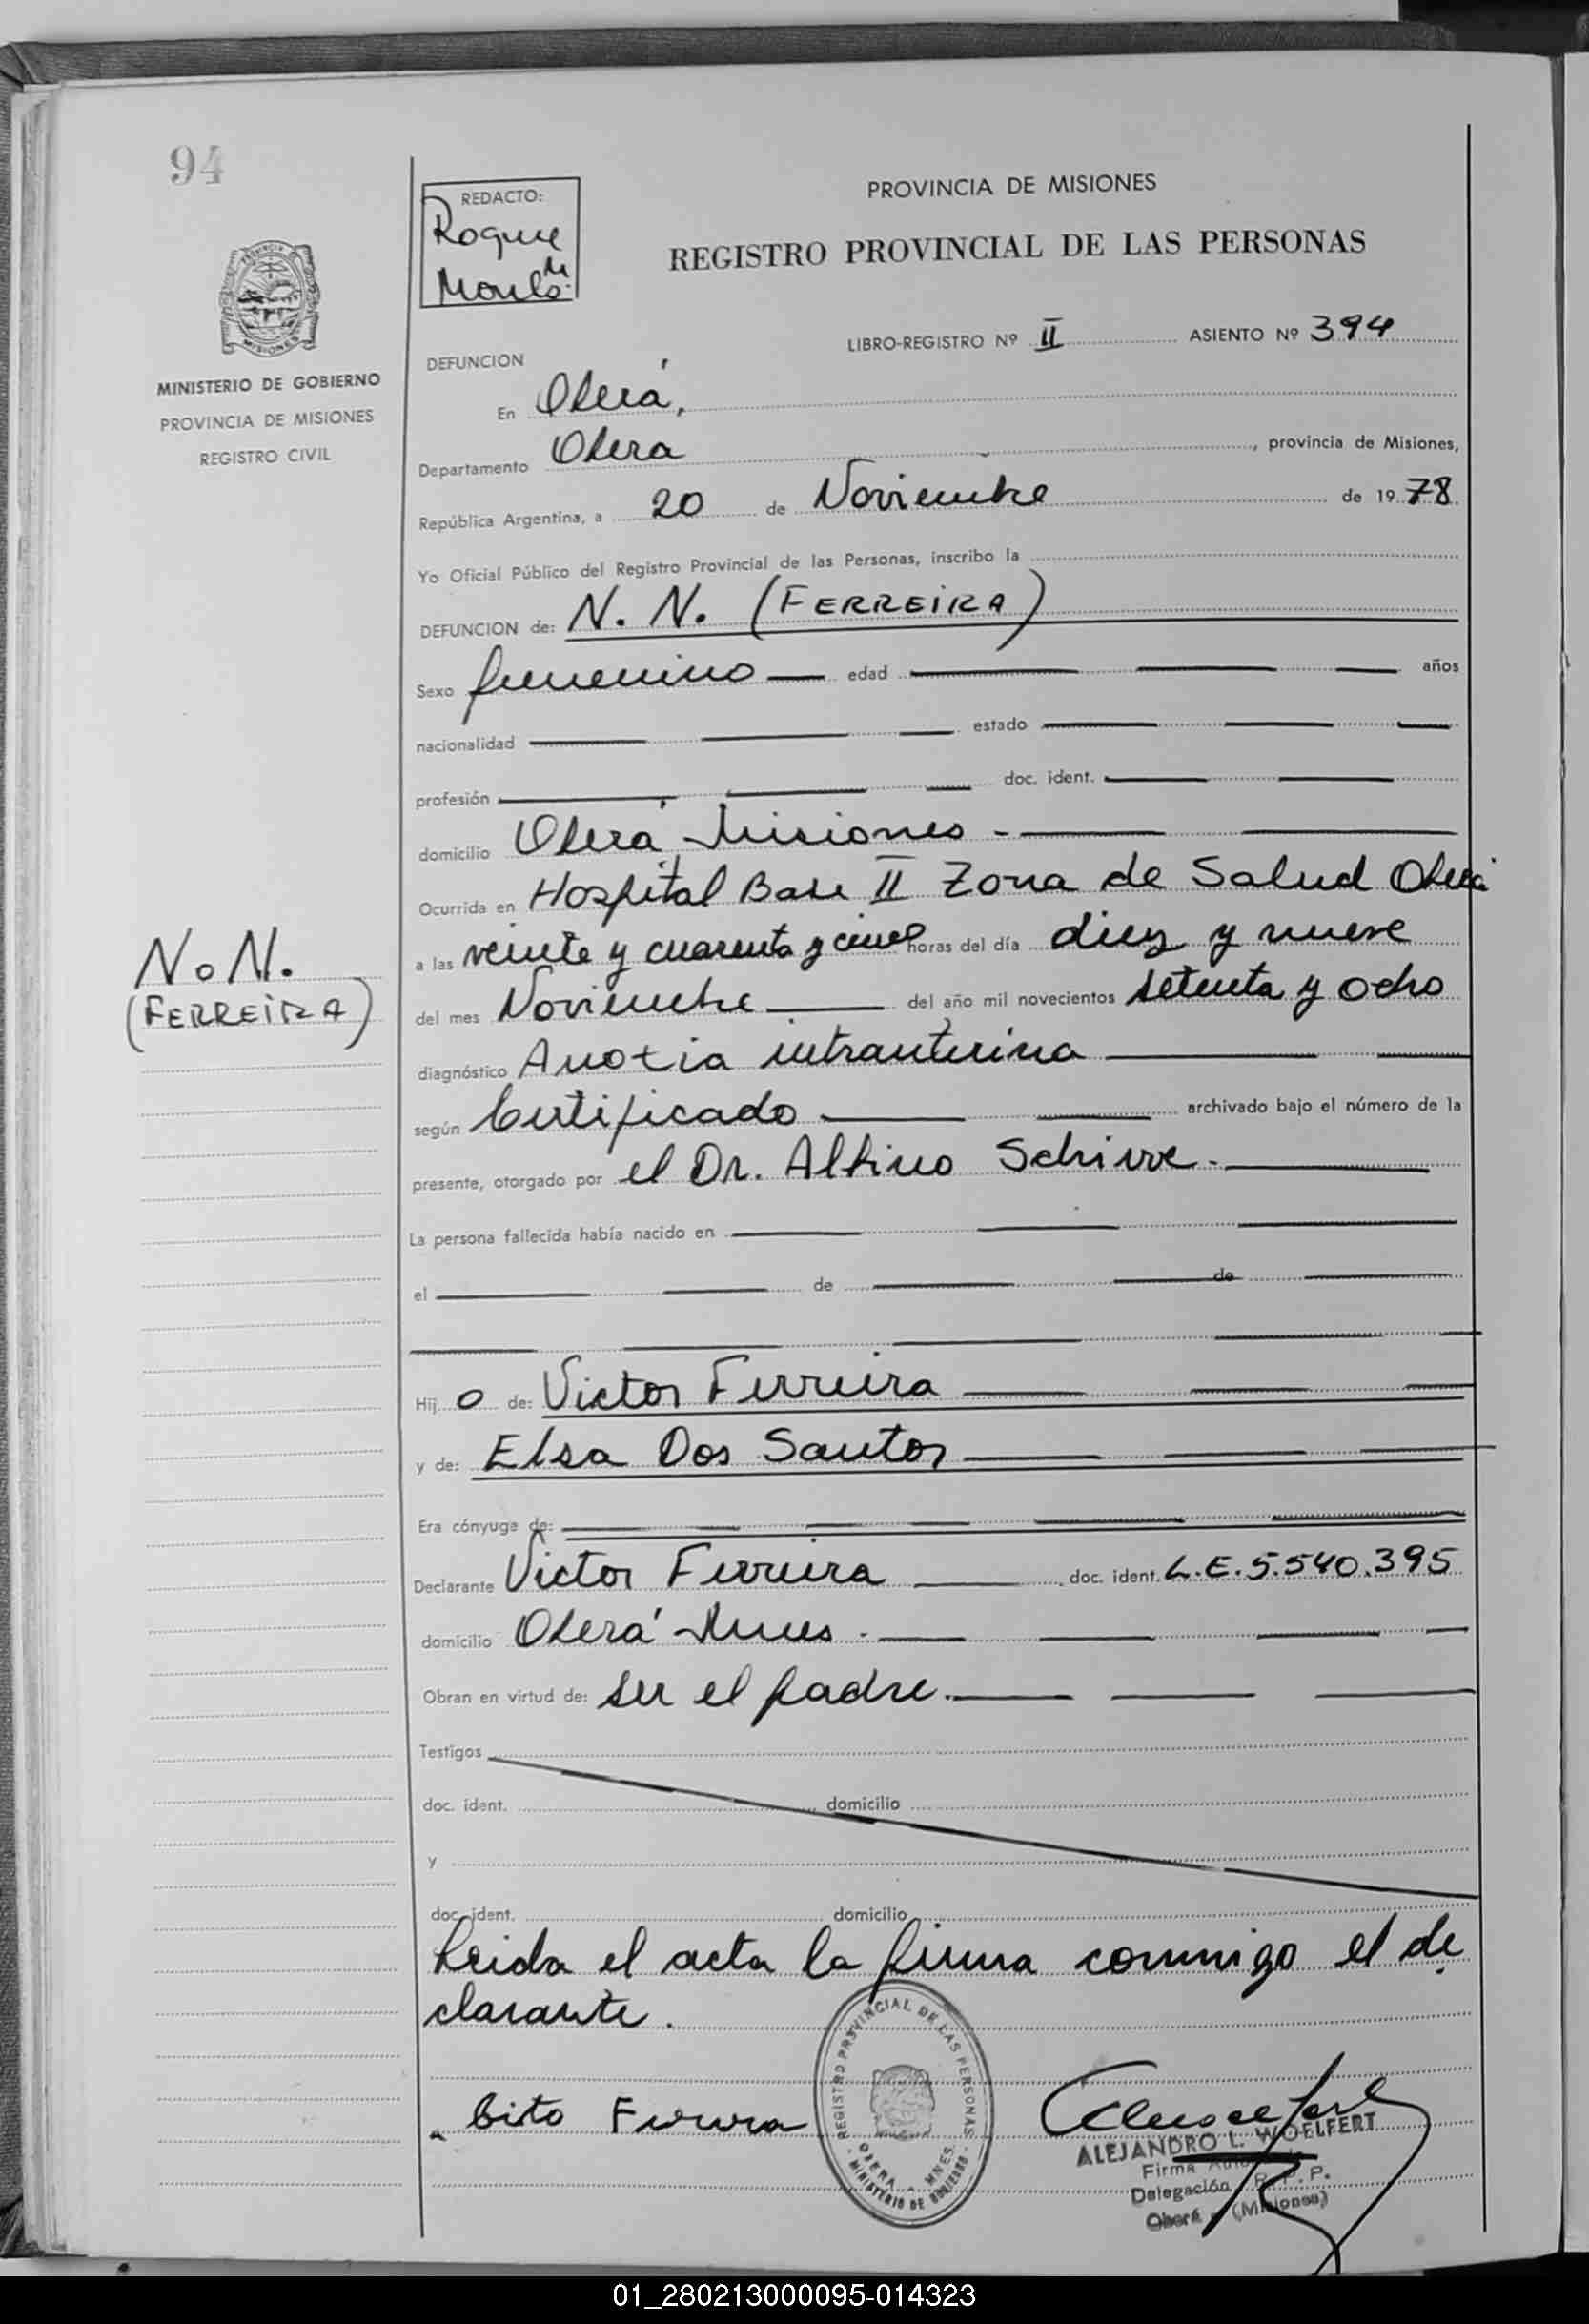 94
REDACTO:
Roque
M.
PROVINCIA DE MISIONES
REGISTRO PROVINCIAL DE LAS PERSONAS
MISIONES
MINISTERIO DE GOBIERNO
PROVINCIA DE MISIONES
REGISTRO CIVIL
LIBRO-REGISTRO Nº II ASIENTO Nº 394
DEFUNCION
En Oberá,
Departamento Oberá, provincia de Misiones,
República Argentina, a 20 de Noviembre de 1978
Yo Oficial Público del Registro Provincial de las Personas, inscribo la
DEFUNCION de: N. N. (FERREiRA)
Sexo femenino edad años
nacionalidad estado
profesión doc. ident.
domicilio Oberá Misiones -
Ocurrida en Hospital Base II Zona de Salud Oberá
N. N.
(FERREiRA)
a las veinte y cuarenta y cinco horas del día diez y nueve
del mes Noviembre del año mil novecientos setenta y ocho
diagnóstico Anoxia intrauterina
según Certificado archivado bajo el número de la
presente, otorgado por el Dr. Albino Schirve.
La persona fallecida había nacido en
el de de
Hij o de: Victor Ferreira
y de: Elsa Dos Santos
Era cónyuge de:
Declarante Victor Ferreira doc. ident. L.E. 5.540.395
domicilio Oberá Mnes.
Obran en virtud de: ser el padre.
Testigos
doc. ident. domicilio
y
doc. ident. domicilio
Leida el acta la firma conmigo el de
clarante.
REGISTRO PROVINCIAL DE LAS PERSONAS
OBERA - MNES.
MINISTERIO DE GOBIERNO
ALEJANDRO L. WOELFERT
Firma
Delegación R. P. P.
Oberá - (Misiones)
01_280213000095-014323